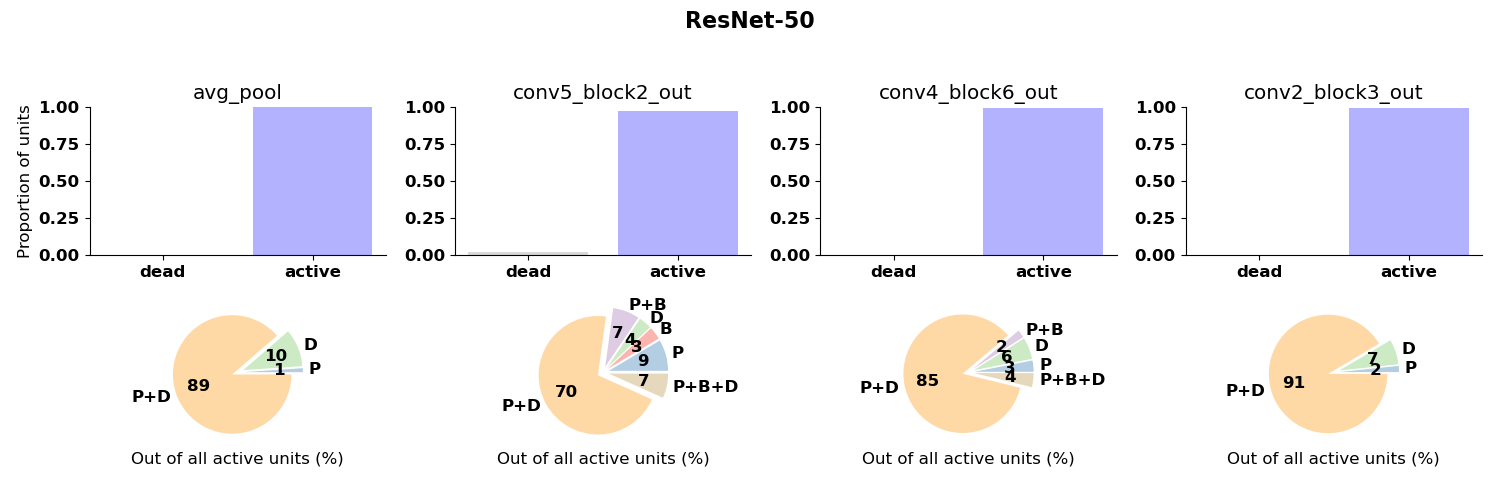 ResNet-50
avg_pool
conv5_block2_out
conv4_block6_out
conv2_block3_out
Proportion of units
1.00
0.75
0.50
0.25
0.00
dead
active
1.00
0.75
0.50
0.25
0.00
dead
active
1.00
0.75
0.50
0.25
0.00
dead
active
1.00
0.75
0.50
0.25
0.00
dead
active
D
10
1
P
P+D
89
Out of all active units (%)
P+B
7
D
4
B
3
P
9
7
P+B+D
70
P+D
Out of all active units (%)
P+B
2
D
6
P
3
4
P+B+D
P+D
85
Out of all active units (%)
D
7
2
P
P+D
91
Out of all active units (%)